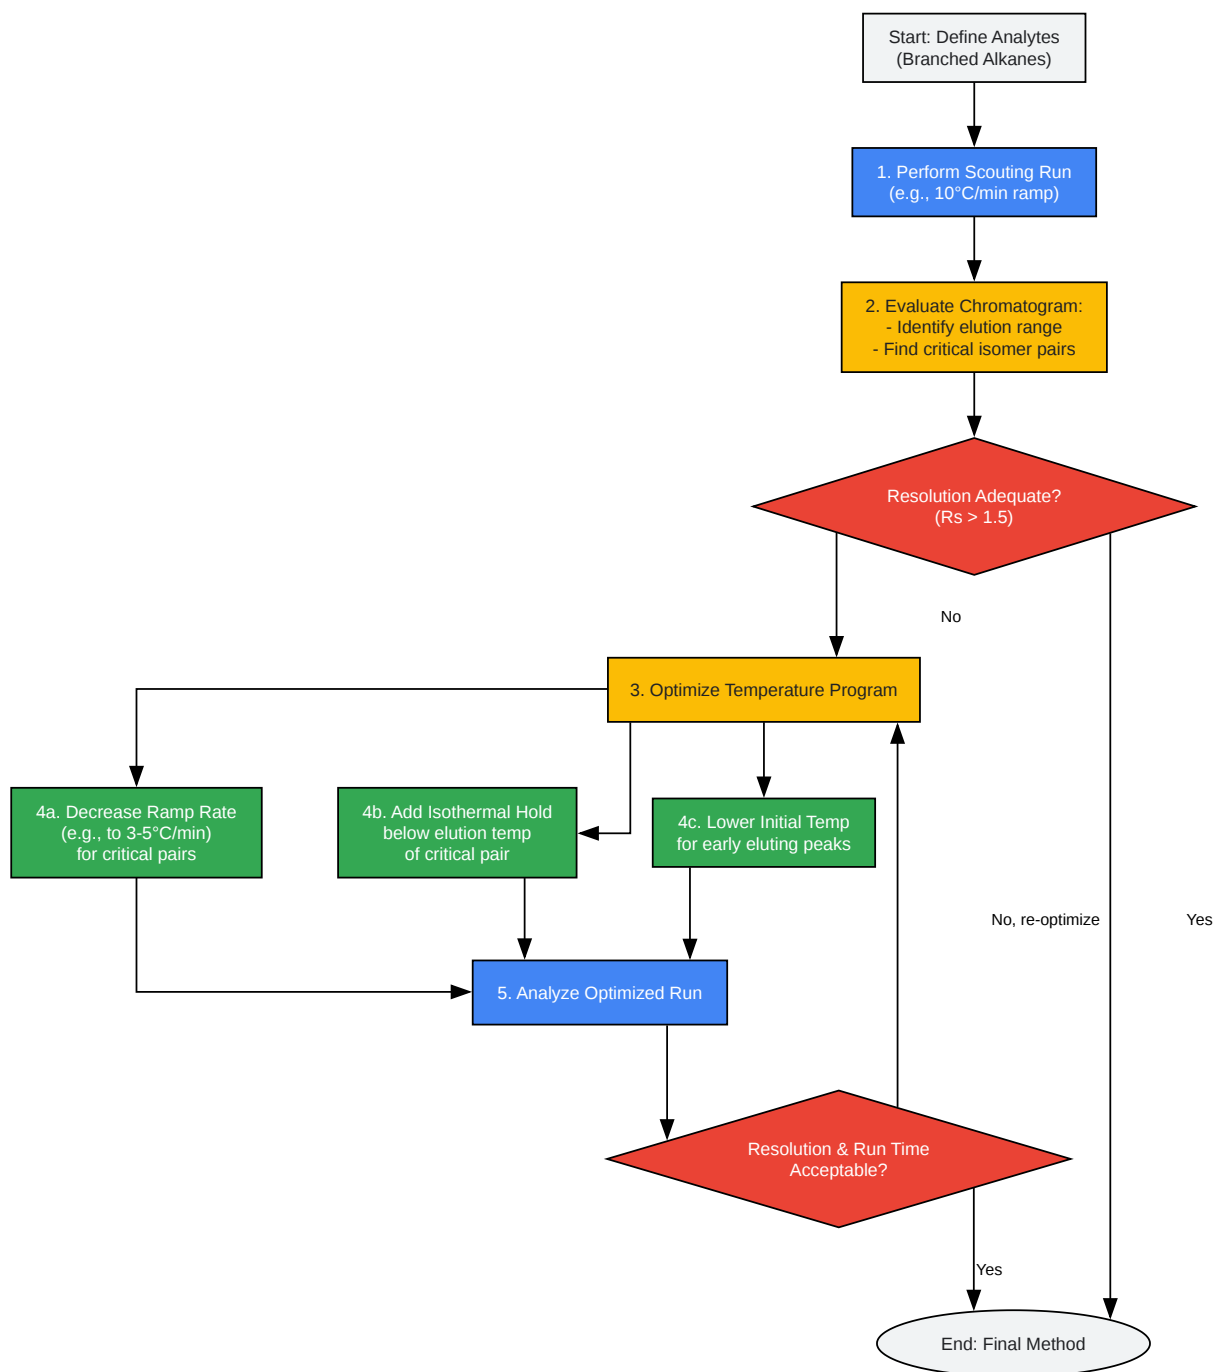 Start: Define Analytes
(Branched Alkanes)
1. Perform Scouting Run
(e.g., 10°C/min ramp)
2. Evaluate Chromatogram:
- Identify elution range
- Find critical isomer pairs
Resolution Adequate?
(Rs > 1.5)
No
3. Optimize Temperature Program
4a. Decrease Ramp Rate
(e.g., to 3-5°C/min)
for critical pairs
4b. Add Isothermal Hold
below elution temp
of critical pair
4c. Lower Initial Temp
for early eluting peaks
No, re-optimize
Yes
5. Analyze Optimized Run
Resolution & Run Time
Acceptable?
Yes
End: Final Method